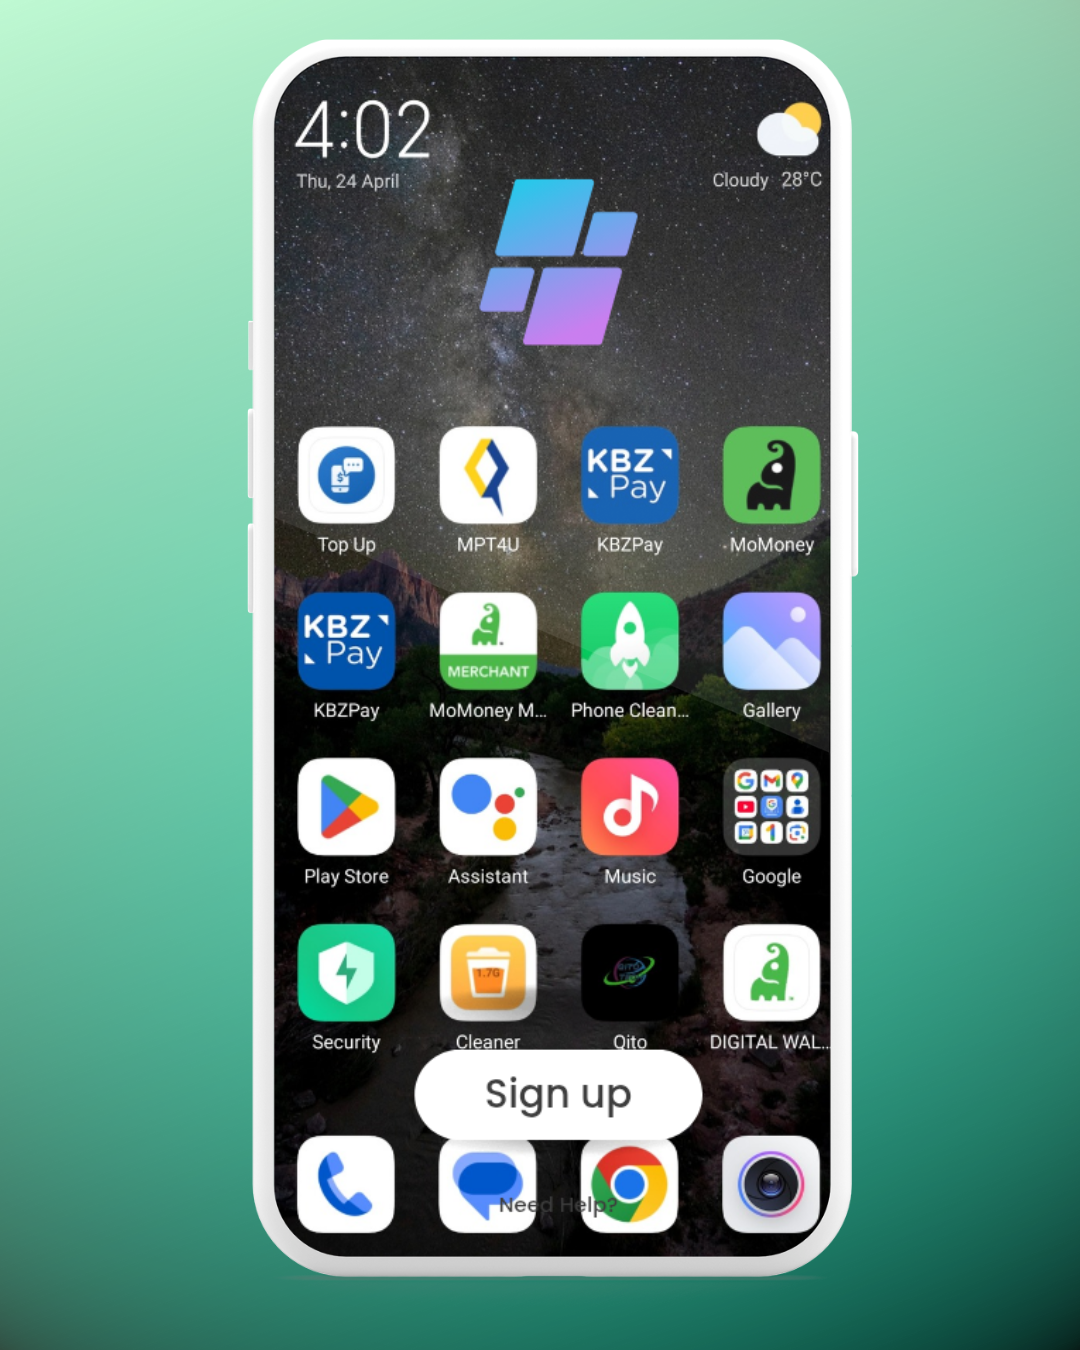 4:02
Thu, 24 April
Cloudy 28°C
KBZ
Pay
Top Up
MPT4U
KBZPay
MoMoney
KBZ
Pay
MERCHANT
KBZPay
MoMoney M...
Phone Clean...
Gallery
Play Store
Assistant
Music
Google
1.7G
Security
Cleaner
Qito
DIGITAL WAL...
Sign up
Need Help?